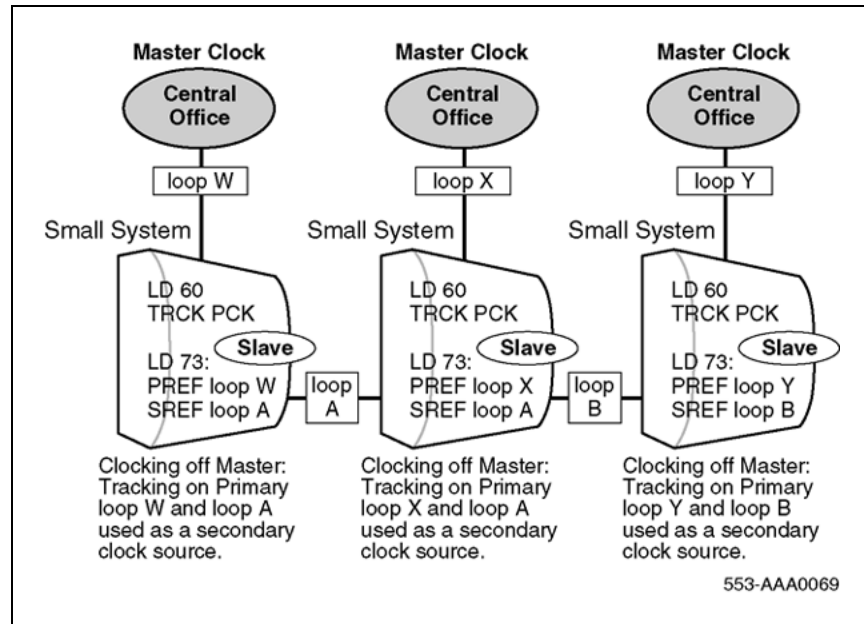 Master Clock
Central
Office
loop W
Small System
LD 60
TRCK PCK
Slave
LD 73:
PREF loop W
SREF loop A
Clocking off Master:
Tracking on Primary
loop W and loop A
used as a secondary
clock source.
loop
A
Master Clock
Central
Office
loop X
Small System
LD 60
TRCK PCK
Slave
LD 73:
PREF loop X
SREF loop A
Clocking off Master:
Tracking on Primary
loop X and loop A
used as a secondary
clock source.
loop
B
Master Clock
Central
Office
loop Y
Small System
LD 60
TRCK PCK
Slave
LD 73:
PREF loop Y
SREF loop B
Clocking off Master:
Tracking on Primary
loop Y and loop B
used as a secondary
clock source.
553-AAA0069